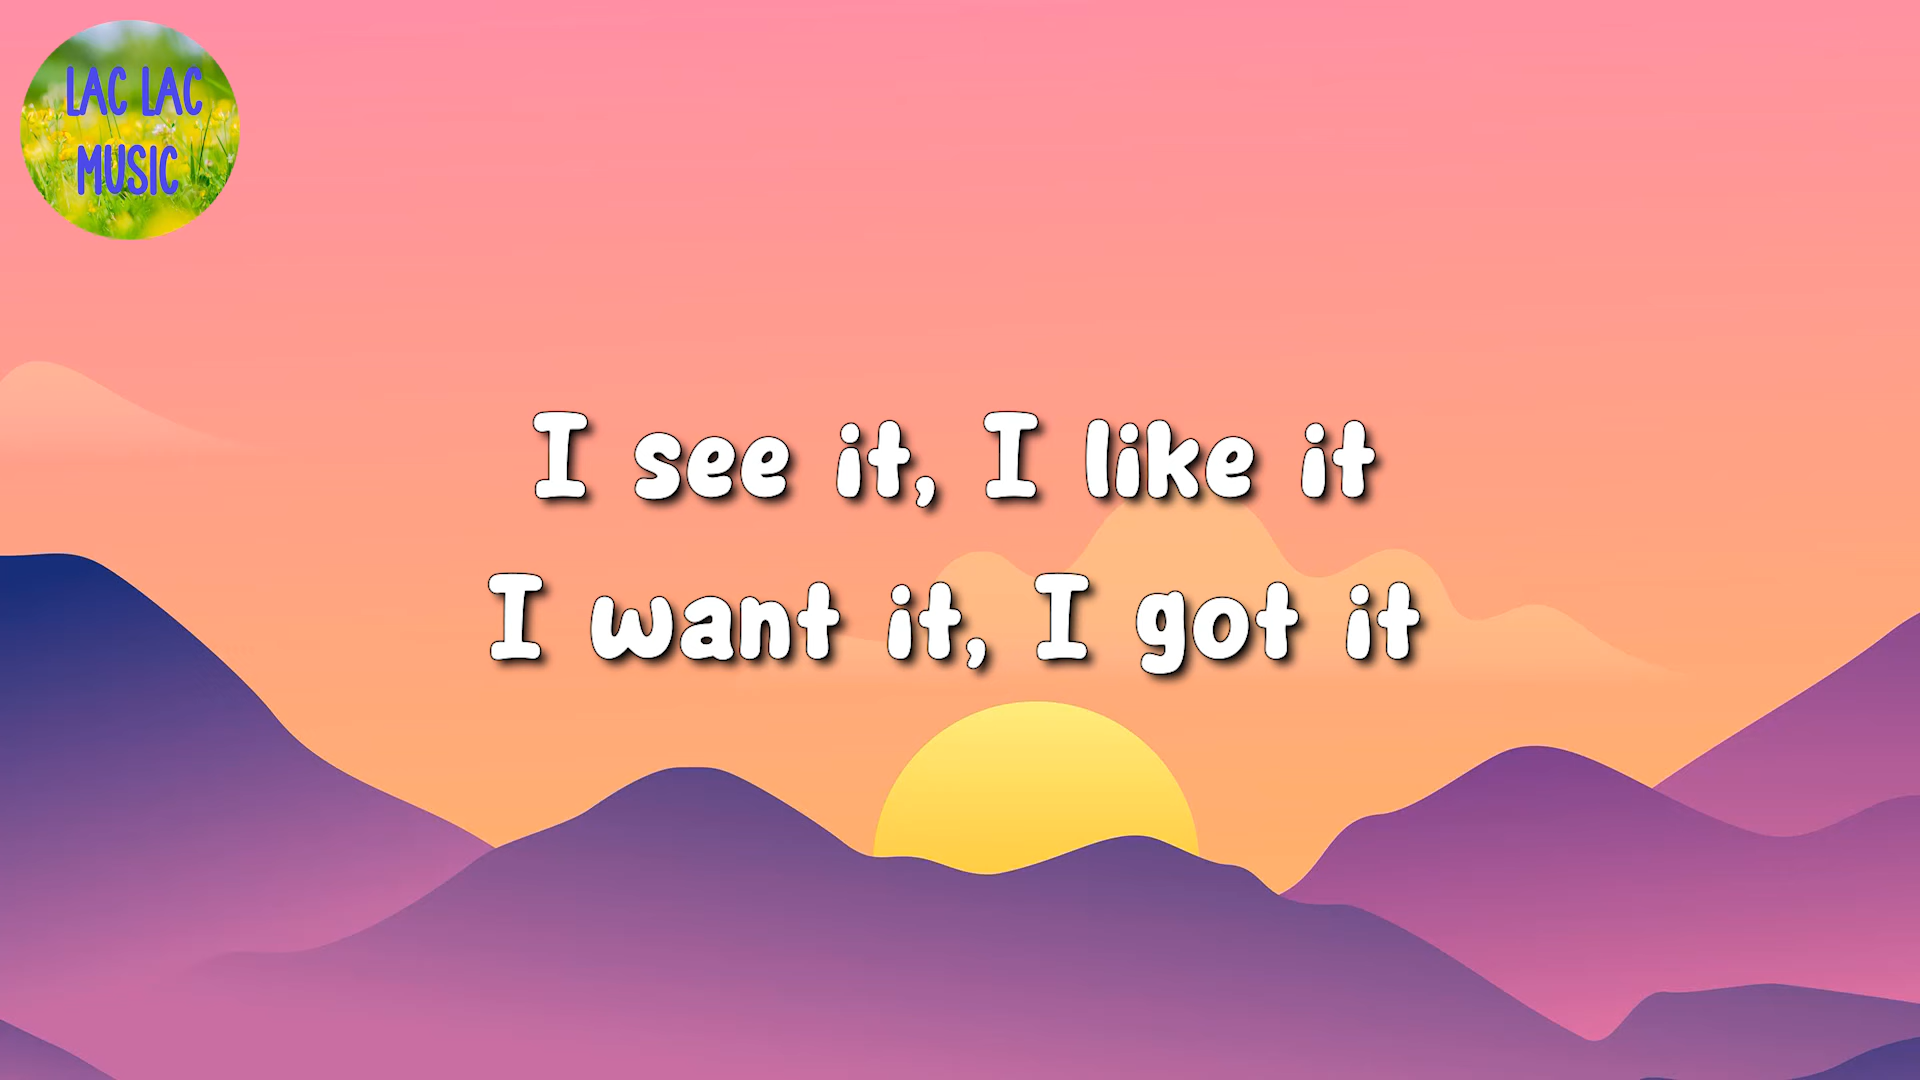 LAC LAC
MUSIC
I see it, I like it
I want it, I got it